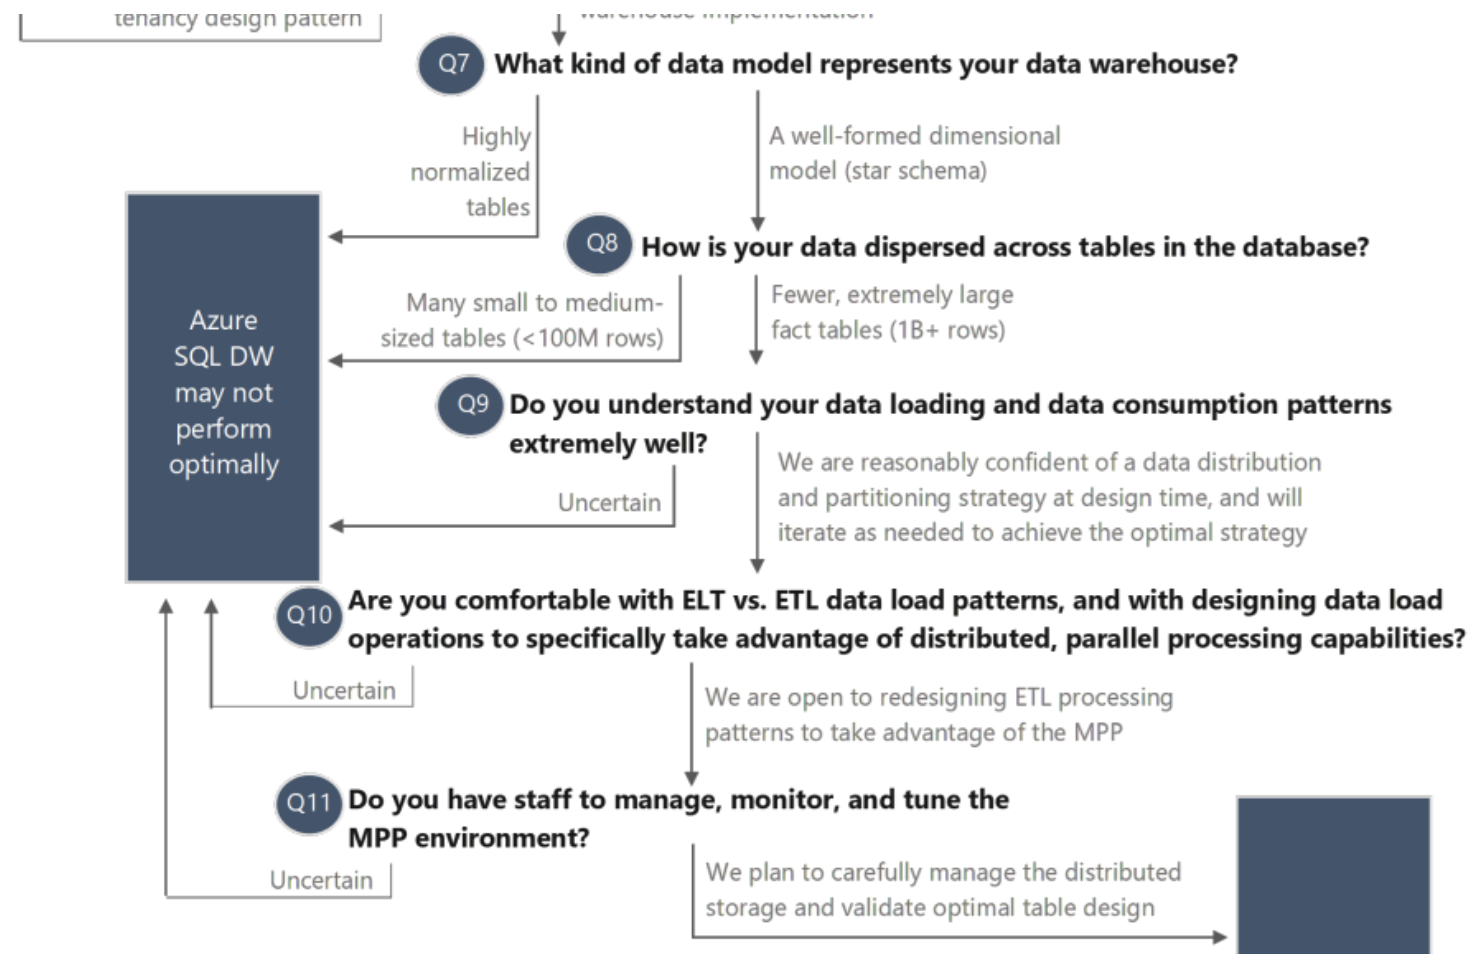 tenancy design pattern
warehouse implementation
Q7
What kind of data model represents your data warehouse?
Highly
normalized
tables
A well-formed dimensional
model (star schema)
Q8
How is your data dispersed across tables in the database?
Many small to medium-
sized tables (<100M rows)
Fewer, extremely large
fact tables (1B+ rows)
Azure
SQL DW
may not
perform
optimally
Q9
Do you understand your data loading and data consumption patterns
extremely well?
Uncertain
We are reasonably confident of a data distribution
and partitioning strategy at design time, and will
iterate as needed to achieve the optimal strategy
Q10
Are you comfortable with ELT vs. ETL data load patterns, and with designing data load
operations to specifically take advantage of distributed, parallel processing capabilities?
Uncertain
We are open to redesigning ETL processing
patterns to take advantage of the MPP
Q11
Do you have staff to manage, monitor, and tune the
MPP environment?
Uncertain
We plan to carefully manage the distributed
storage and validate optimal table design